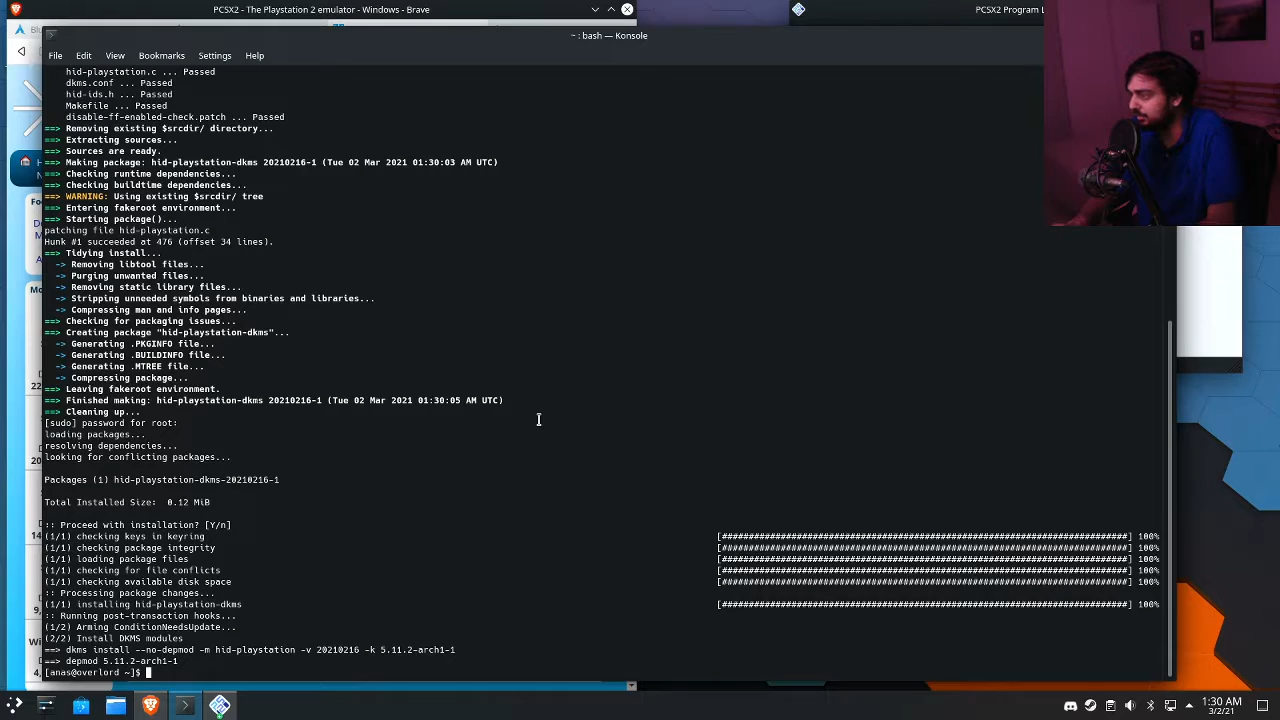 PCSX2 - The Playstation 2 emulator - Windows - Brave
PCSX2 Program L
Blu
~ : bash — Konsole
File Edit View Bookmarks Settings Help
hid-playstation.c ... Passed
dkms.conf ... Passed
hid-ids.h ... Passed
Makefile ... Passed
disable-ff-enabled-check.patch ... Passed
==> Removing existing $srcdir/ directory...
==> Extracting sources...
==> Sources are ready.
==> Making package: hid-playstation-dkms 20210216-1 (Tue 02 Mar 2021 01:30:03 AM UTC)
==> Checking runtime dependencies...
==> Checking buildtime dependencies...
==> WARNING: Using existing $srcdir/ tree
==> Entering fakeroot environment...
==> Starting package()...
patching file hid-playstation.c
Hunk #1 succeeded at 476 (offset 34 lines).
==> Tidying install...
-> Removing libtool files...
-> Purging unwanted files...
-> Removing static library files...
-> Stripping unneeded symbols from binaries and libraries...
-> Compressing man and info pages...
==> Checking for packaging issues...
==> Creating package "hid-playstation-dkms"...
-> Generating .PKGINFO file...
-> Generating .BUILDINFO file...
-> Generating .MTREE file...
-> Compressing package...
==> Leaving fakeroot environment.
==> Finished making: hid-playstation-dkms 20210216-1 (Tue 02 Mar 2021 01:30:05 AM UTC)
==> Cleaning up...
[sudo] password for root:
loading packages...
resolving dependencies...
looking for conflicting packages...
Packages (1) hid-playstation-dkms-20210216-1
Total Installed Size: 0.12 MiB
:: Proceed with installation? [Y/n]
(1/1) checking keys in keyring [############################################################################] 100%
(1/1) checking package integrity [############################################################################] 100%
(1/1) loading package files [############################################################################] 100%
(1/1) checking for file conflicts [############################################################################] 100%
(1/1) checking available disk space [############################################################################] 100%
:: Processing package changes...
(1/1) installing hid-playstation-dkms [############################################################################] 100%
:: Running post-transaction hooks...
(1/2) Arming ConditionNeedsUpdate...
(2/2) Install DKMS modules
==> dkms install --no-depmod -m hid-playstation -v 20210216 -k 5.11.2-arch1-1
==> depmod 5.11.2-arch1-1
[anas@overlord ~]$
1:30 AM
3/2/21